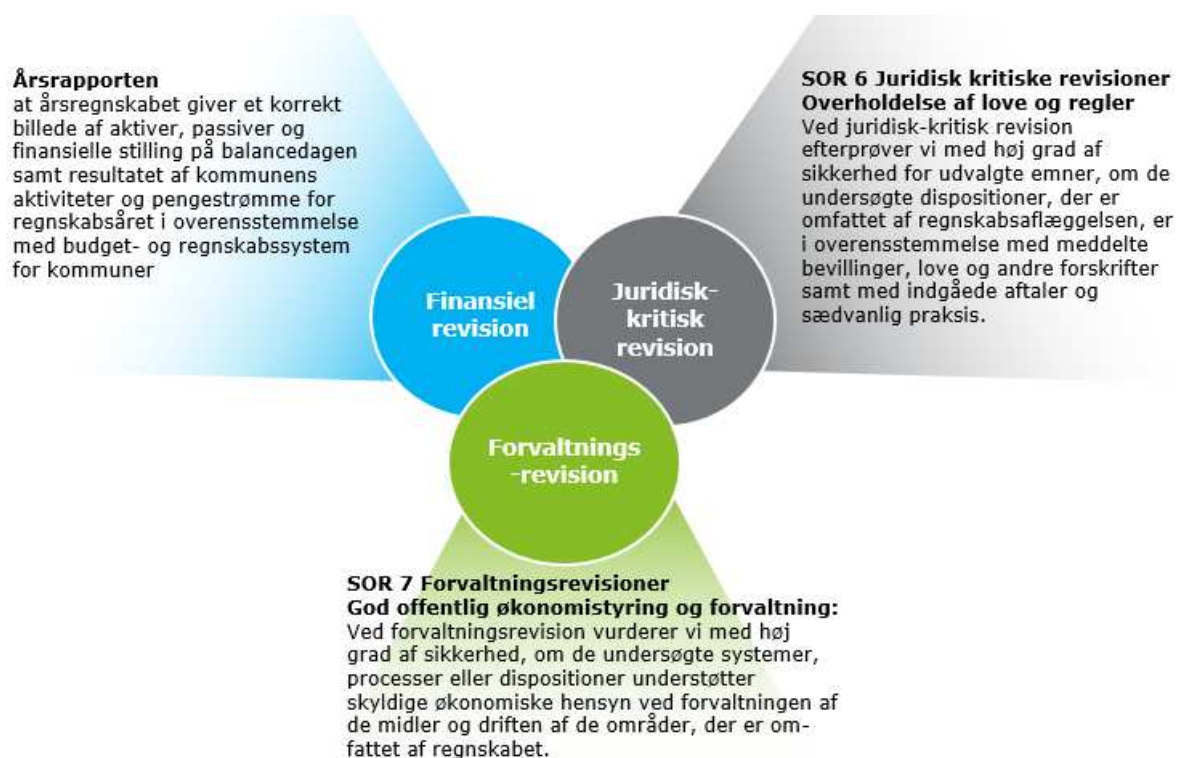 Årsrapporten
at årsregnskabet giver et korrekt
billede af aktiver, passiver og
finansielle stilling på balancedagen
samt resultatet af kommunens
aktiviteter og pengestrømme for
regnskabsåret i overensstemmelse
med budget- og regnskabssystem
for kommuner
SOR 6 Juridisk kritiske revisioner
Overholdelse af love og regler
Ved juridisk-kritisk revision
efterprøver vi med høj grad af
sikkerhed for udvalgte emner, om de
undersøgte dispositioner, der er
omfattet af regnskabsaflæggelsen, er
i overensstemmelse med meddelte
bevillinger, love og andre forskrifter
samt med indgåede aftaler og
sædvanlig praksis.
Finansiel
revision
Juridisk-
kritisk
revision
Forvaltnings
-revision
SOR 7 Forvaltningsrevisioner
God offentlig økonomistyring og forvaltning:
Ved forvaltningsrevision vurderer vi med høj
grad af sikkerhed, om de undersøgte systemer,
processer eller dispositioner understøtter
skyldige økonomiske hensyn ved forvaltningen af
de midler og driften af de områder, der er om-
fattet af regnskabet.